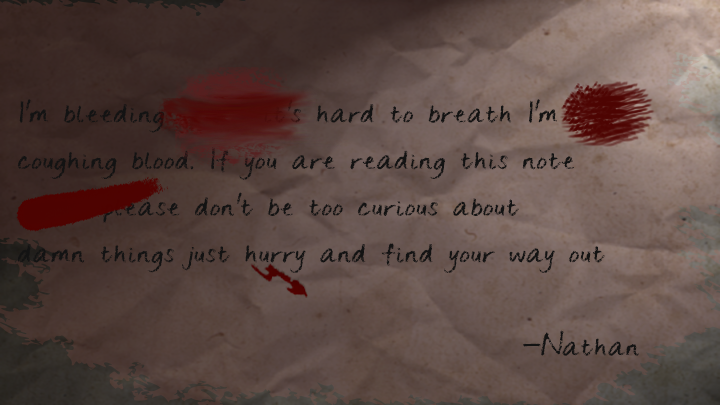 I'm bleeding 's hard to breath I'm
coughing blood. If you are reading this note
please don't be too curious about
damn things just hurry and find your way out
—Nathan